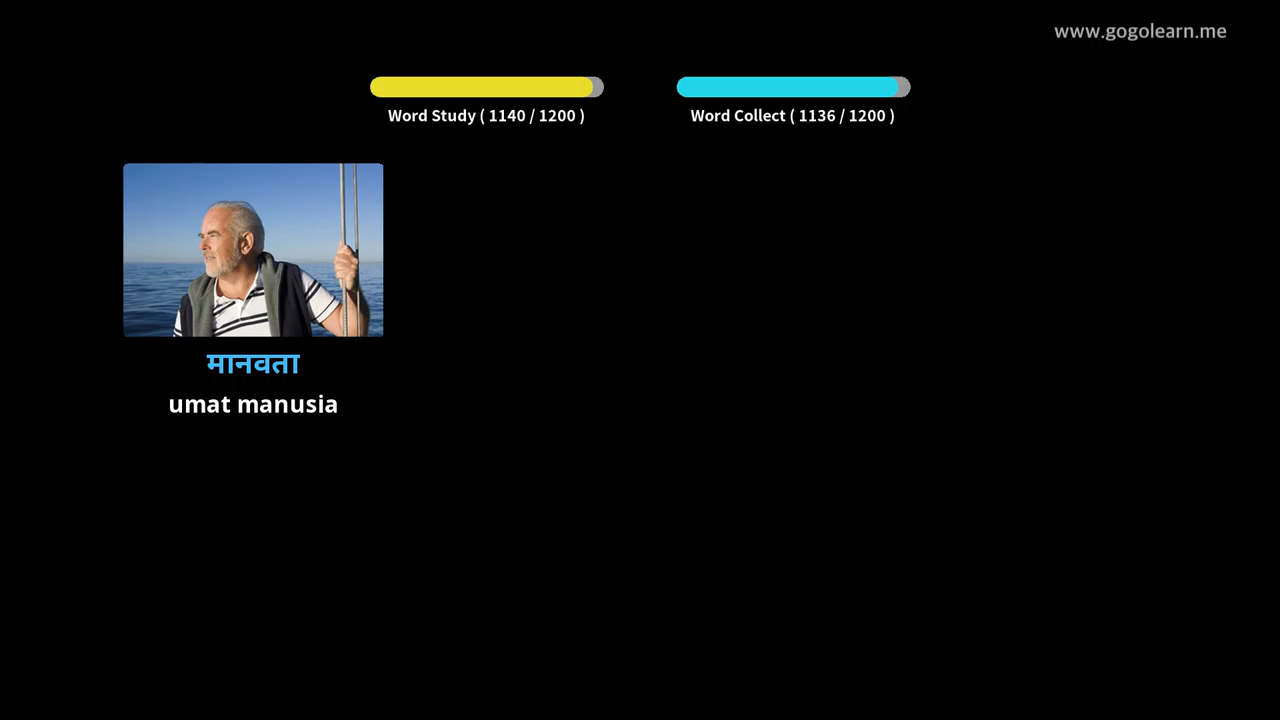 www.gogolearn.me
Word Study ( 1140 / 1200 )
Word Collect ( 1136 / 1200 )
मानवता
umat manusia